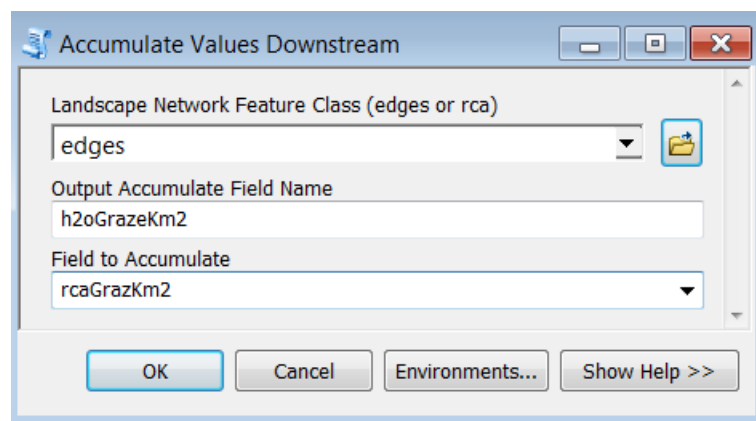 Accumulate Values Downstream
Landscape Network Feature Class (edges or rca)
edges
Output Accumulate Field Name
h2oGrazeKm2
Field to Accumulate
rcaGrazKm2
OK Cancel Environments... Show Help >>